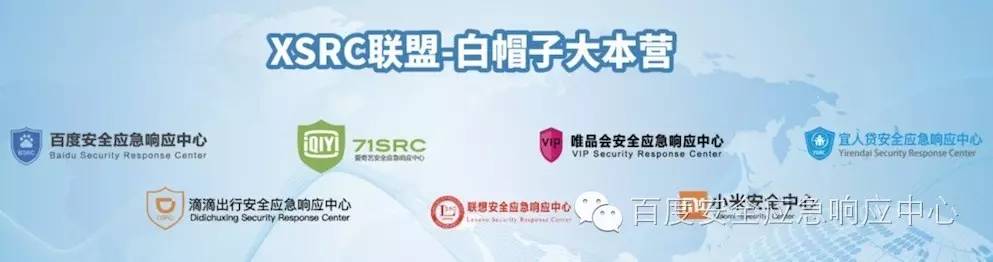 XSRC联盟-白帽子大本营
百度安全应急响应中心
Baidu Security Response Center
iQIYI
71SRC
爱奇艺安全应急响应中心
VIP
唯品会安全应急响应中心
VIP Security Response Center
宜人贷安全应急响应中心
Yirendai Security Response Center
滴滴出行安全应急响应中心
Didichuxing Security Response Center
联想安全应急响应中心
Lenovo Security Response Center
小米安全中心
Security Center
百度安全应急响应中心